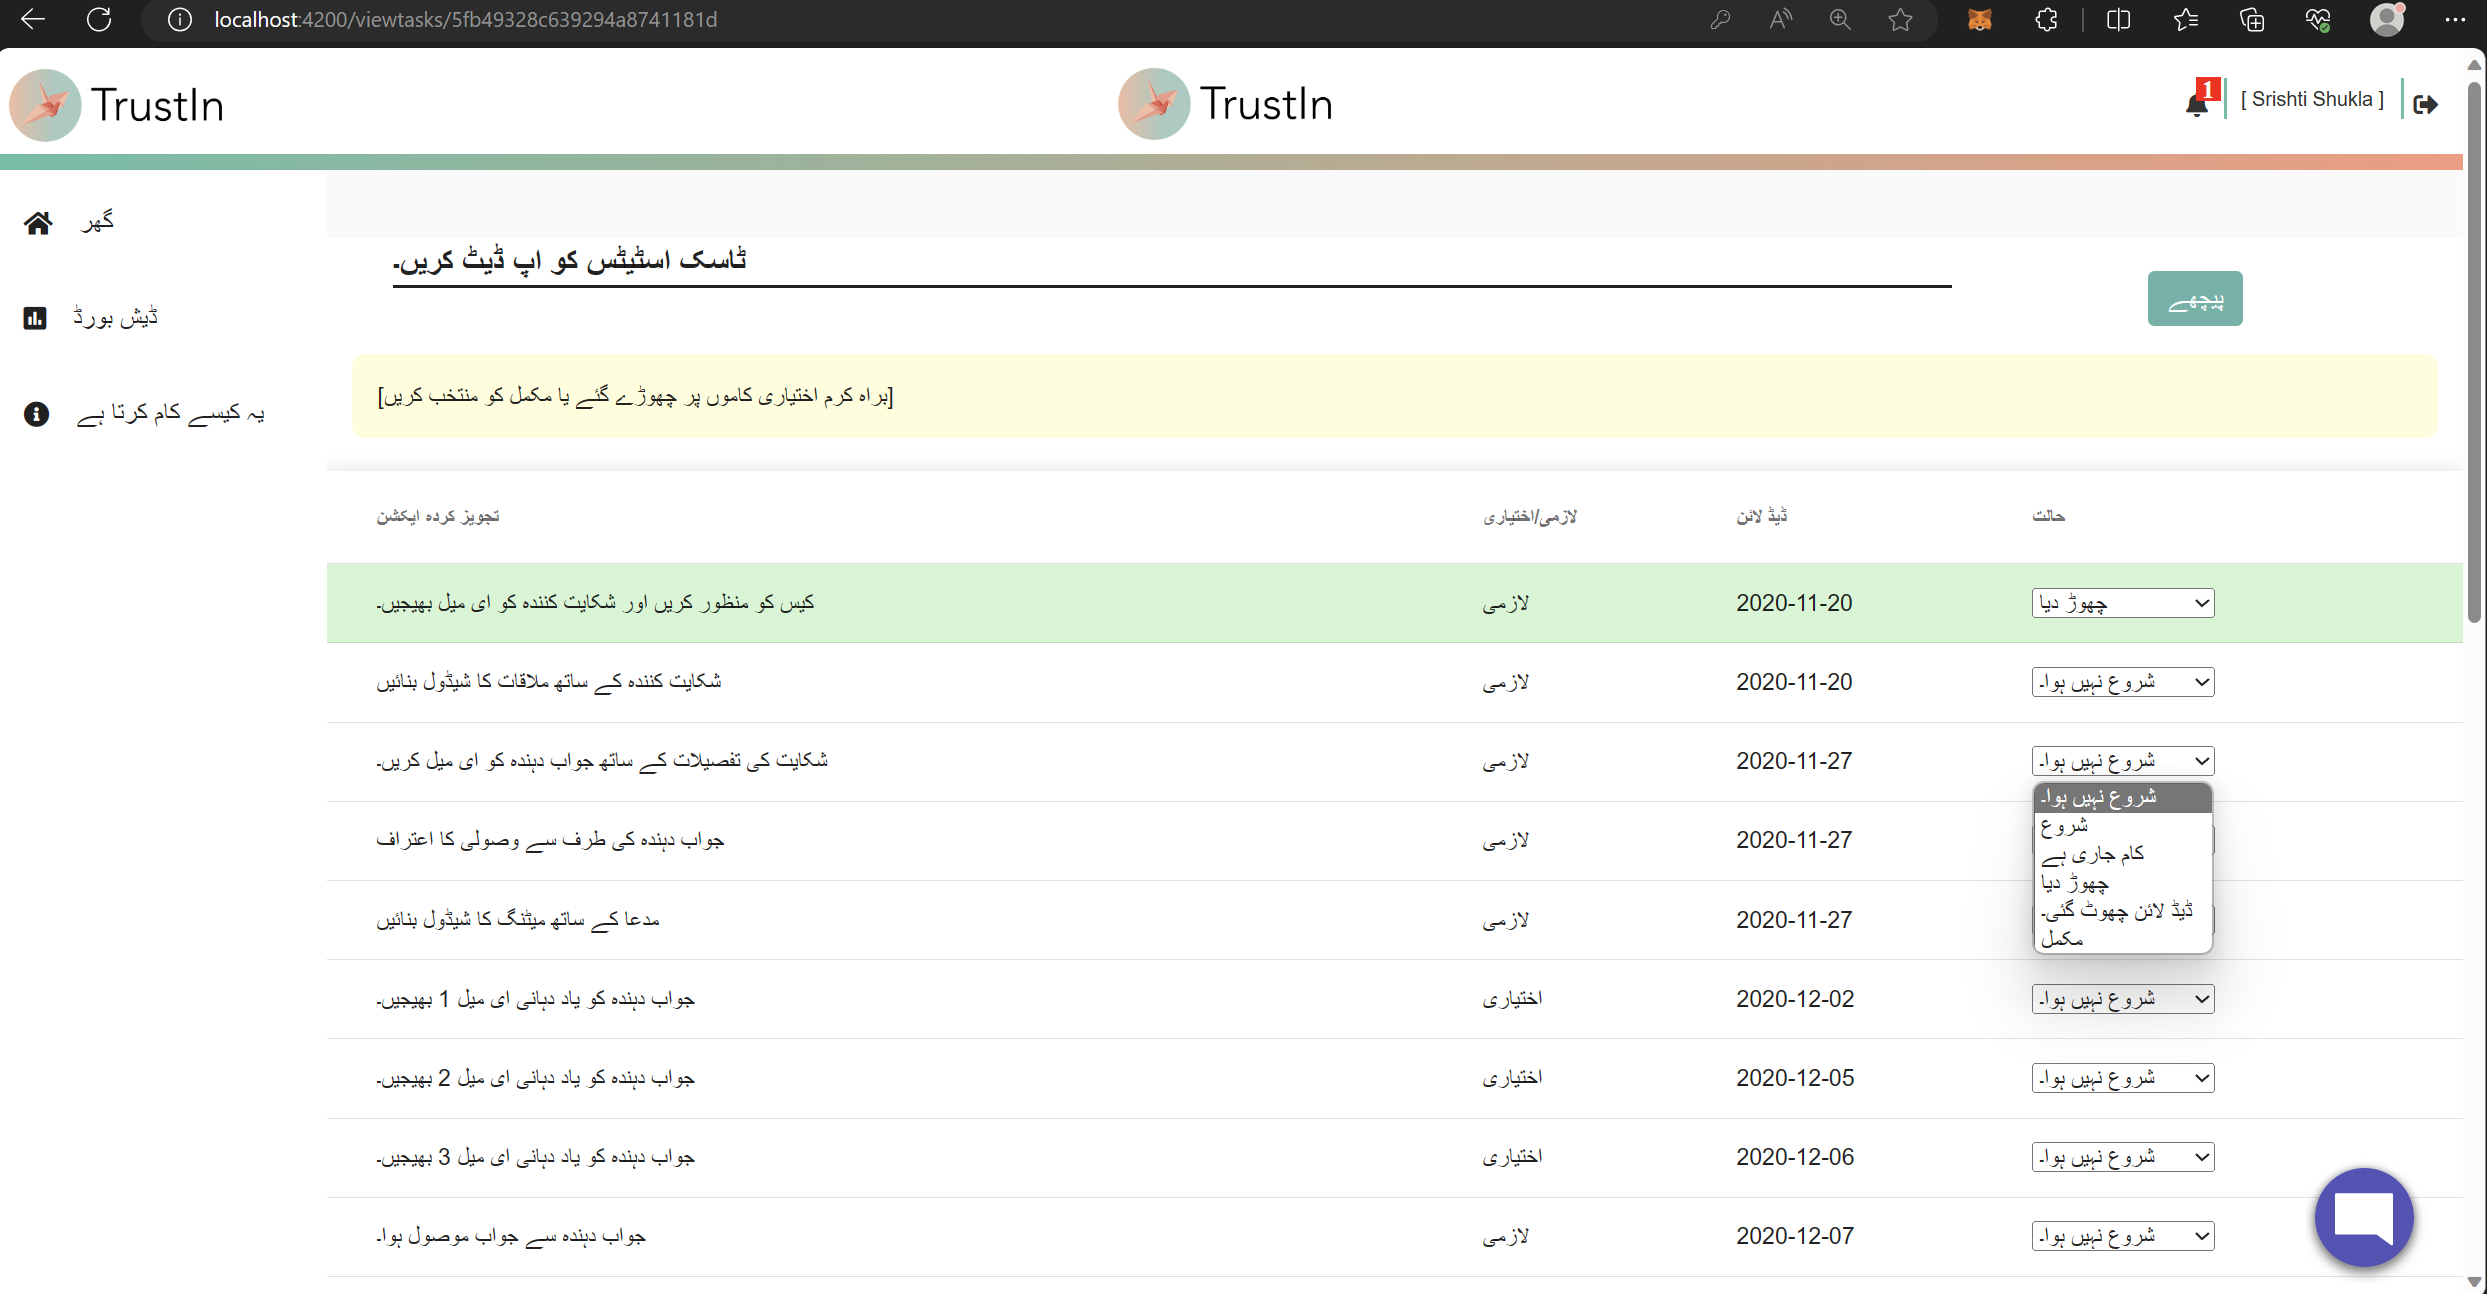 localhost:4200/viewtasks/5fb49328c639294a8741181d
TrustIn
TrustIn
1
[ Srishti Shukla ]
گھر
ڈیش بورڈ
یہ کیسے کام کرتا ہے
ٹاسک اسٹیٹس کو اپ ڈیٹ کریں۔
پیچھے
[براہ کرم اختیاری کاموں پر چھوڑے گئے یا مکمل کو منتخب کریں]
تجویز کردہ ایکشن لازمی/اختیاری ڈیڈ لائن حالت
کیس کو منظور کریں اور شکایت کنندہ کو ای میل بھیجیں۔ لازمی 2020-11-20 چھوڑ دیا
شکایت کنندہ کے ساتھ ملاقات کا شیڈول بنائیں لازمی 2020-11-20 شروع نہیں ہوا۔
شکایت کی تفصیلات کے ساتھ جواب دہندہ کو ای میل کریں۔ لازمی 2020-11-27 شروع نہیں ہوا۔
شروع نہیں ہوا۔
شروع
کام جاری ہے
چھوڑ دیا
ڈیڈ لائن چھوٹ گئی۔
مکمل
جواب دہندہ کی طرف سے وصولی کا اعتراف لازمی 2020-11-27
مدعا کے ساتھ میٹنگ کا شیڈول بنائیں لازمی 2020-11-27
جواب دہندہ کو یاد دہانی ای میل 1 بھیجیں۔ اختیاری 2020-12-02 شروع نہیں ہوا۔
جواب دہندہ کو یاد دہانی ای میل 2 بھیجیں۔ اختیاری 2020-12-05 شروع نہیں ہوا۔
جواب دہندہ کو یاد دہانی ای میل 3 بھیجیں۔ اختیاری 2020-12-06 شروع نہیں ہوا۔
جواب دہندہ سے جواب موصول ہوا۔ لازمی 2020-12-07 شروع نہیں ہوا۔